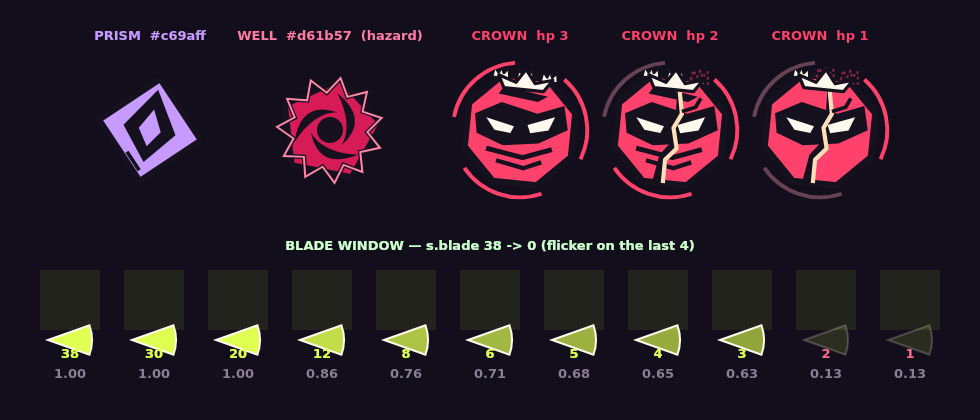 PRISM #c69aff WELL #d61b57 (hazard) CROWN hp 3 CROWN hp 2 CROWN hp 1
BLADE WINDOW — s.blade 38 -> 0 (flicker on the last 4)
38 30 20 12 8 6 5 4 3 2 1
1.00 1.00 1.00 0.86 0.76 0.71 0.68 0.65 0.63 0.13 0.13